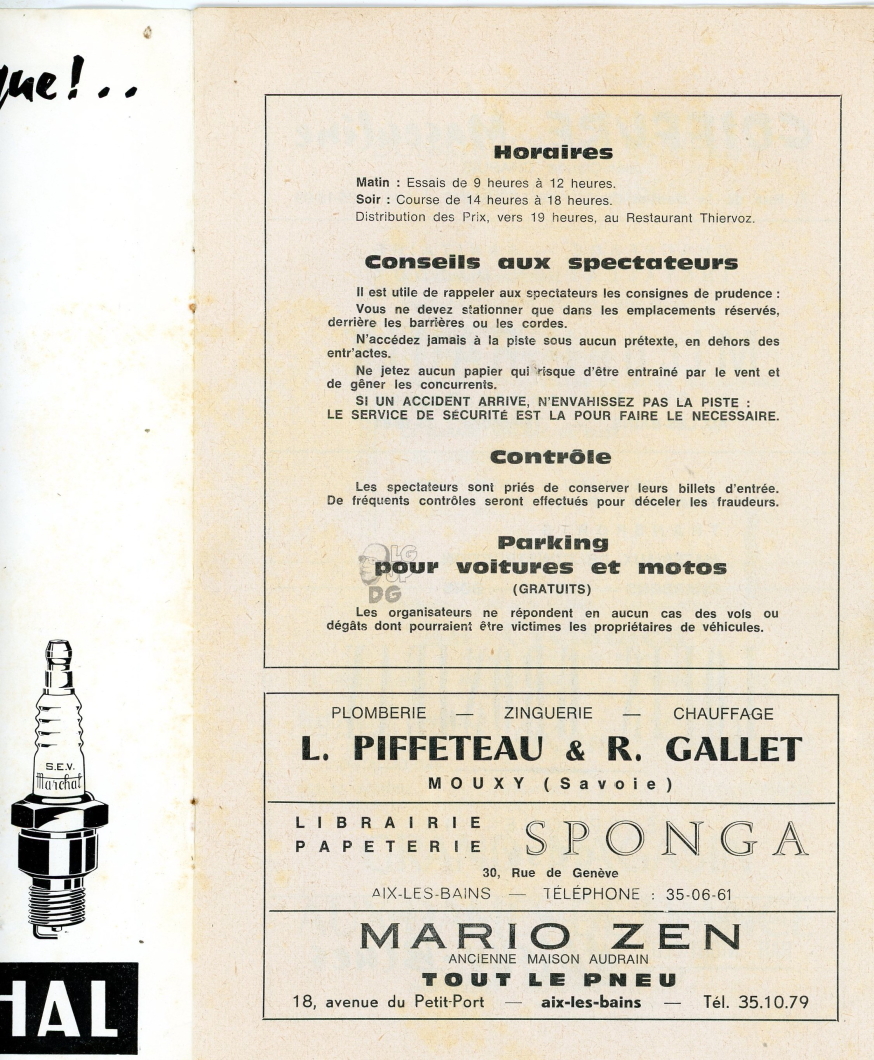 que!..
S.E.V.
Marchal
HAL
Horaires
Matin : Essais de 9 heures à 12 heures.
Soir : Course de 14 heures à 18 heures.
Distribution des Prix, vers 19 heures, au Restaurant Thiervoz.
Conseils aux spectateurs
Il est utile de rappeler aux spectateurs les consignes de prudence :
Vous ne devez stationner que dans les emplacements réservés,
derrière les barrières ou les cordes.
N'accédez jamais à la piste sous aucun prétexte, en dehors des
entr'actes.
Ne jetez aucun papier qui risque d'être entraîné par le vent et
de gêner les concurrents.
SI UN ACCIDENT ARRIVE, N'ENVAHISSEZ PAS LA PISTE :
LE SERVICE DE SÉCURITÉ EST LA POUR FAIRE LE NECESSAIRE.
Contrôle
Les spectateurs sont priés de conserver leurs billets d'entrée.
De fréquents contrôles seront effectués pour déceler les fraudeurs.
Parking
pour voitures et motos
(GRATUITS)
LG
UP
DG
Les organisateurs ne répondent en aucun cas des vols ou
dégâts dont pourraient être victimes les propriétaires de véhicules.
PLOMBERIE — ZINGUERIE — CHAUFFAGE
L. PIFFETEAU & R. GALLET
MOUXY (Savoie)
LIBRAIRIE
PAPETERIE
SPONGA
30, Rue de Genève
AIX-LES-BAINS — TÉLÉPHONE : 35-06-61
MARIO ZEN
ANCIENNE MAISON AUDRAIN
TOUT LE PNEU
18, avenue du Petit-Port — aix-les-bains — Tél. 35.10.79